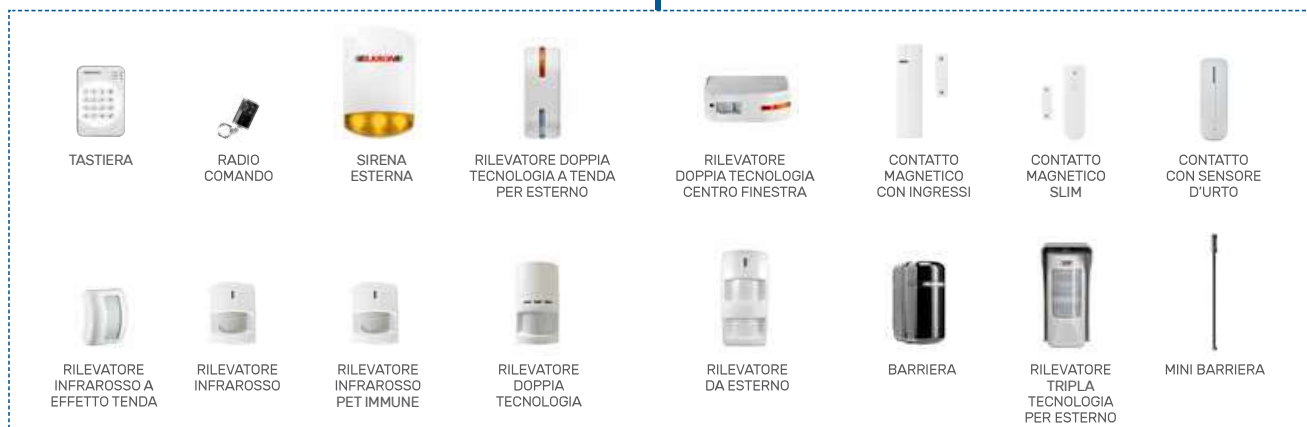 TASTIERA
RADIO
COMANDO
SIRENA
ESTERNA
RILEVATORE DOPPIA
TECNOLOGIA A TENDA
PER ESTERNO
RILEVATORE
DOPPIA TECNOLOGIA
CENTRO FINESTRA
CONTATTO
MAGNETICO
CON INGRESSI
CONTATTO
MAGNETICO
SLIM
CONTATTO
CON SENSORE
D'URTO
RILEVATORE
INFRAROSSO A
EFFETTO TENDA
RILEVATORE
INFRAROSSO
RILEVATORE
INFRAROSSO
PET IMMUNE
RILEVATORE
DOPPIA
TECNOLOGIA
RILEVATORE
DA ESTERNO
BARRIERA
RILEVATORE
TRIPLA
TECNOLOGIA
PER ESTERNO
MINI BARRIERA